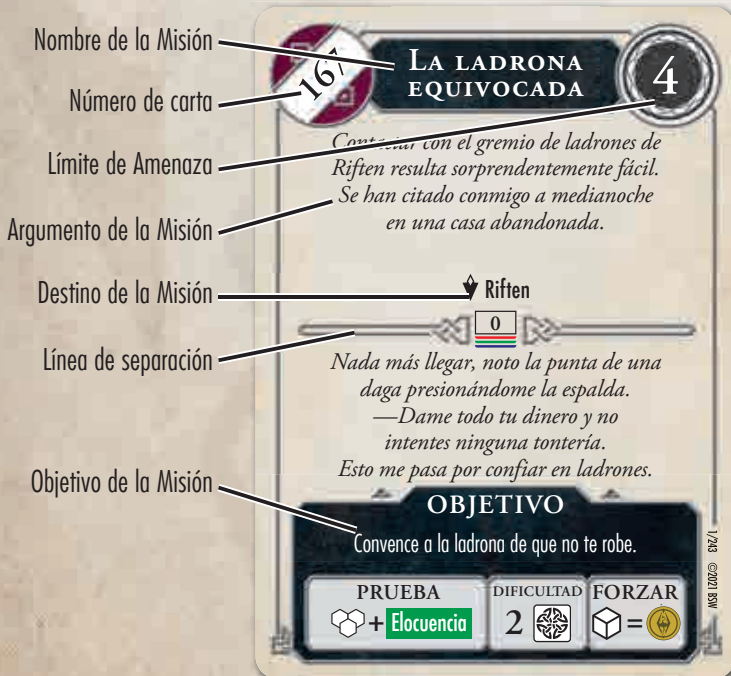 Nombre de la Misión
Número de carta
Límite de Amenaza
Argumento de la Misión
Destino de la Misión
Línea de separación
Objetivo de la Misión
167
La ladrona
equivocada
4
Contactar con el gremio de ladrones de
Riften resulta sorprendentemente fácil.
Se han citado conmigo a medianoche
en una casa abandonada.
Riften
0
Nada más llegar, noto la punta de una
daga presionándome la espalda.
—Dame todo tu dinero y no
intentes ninguna tontería.
Esto me pasa por confiar en ladrones.
OBJETIVO
Convence a la ladrona de que no te robe.
PRUEBA
+ Elocuencia
DIFICULTAD
2
FORZAR
=
1/243 ©2021 BSW